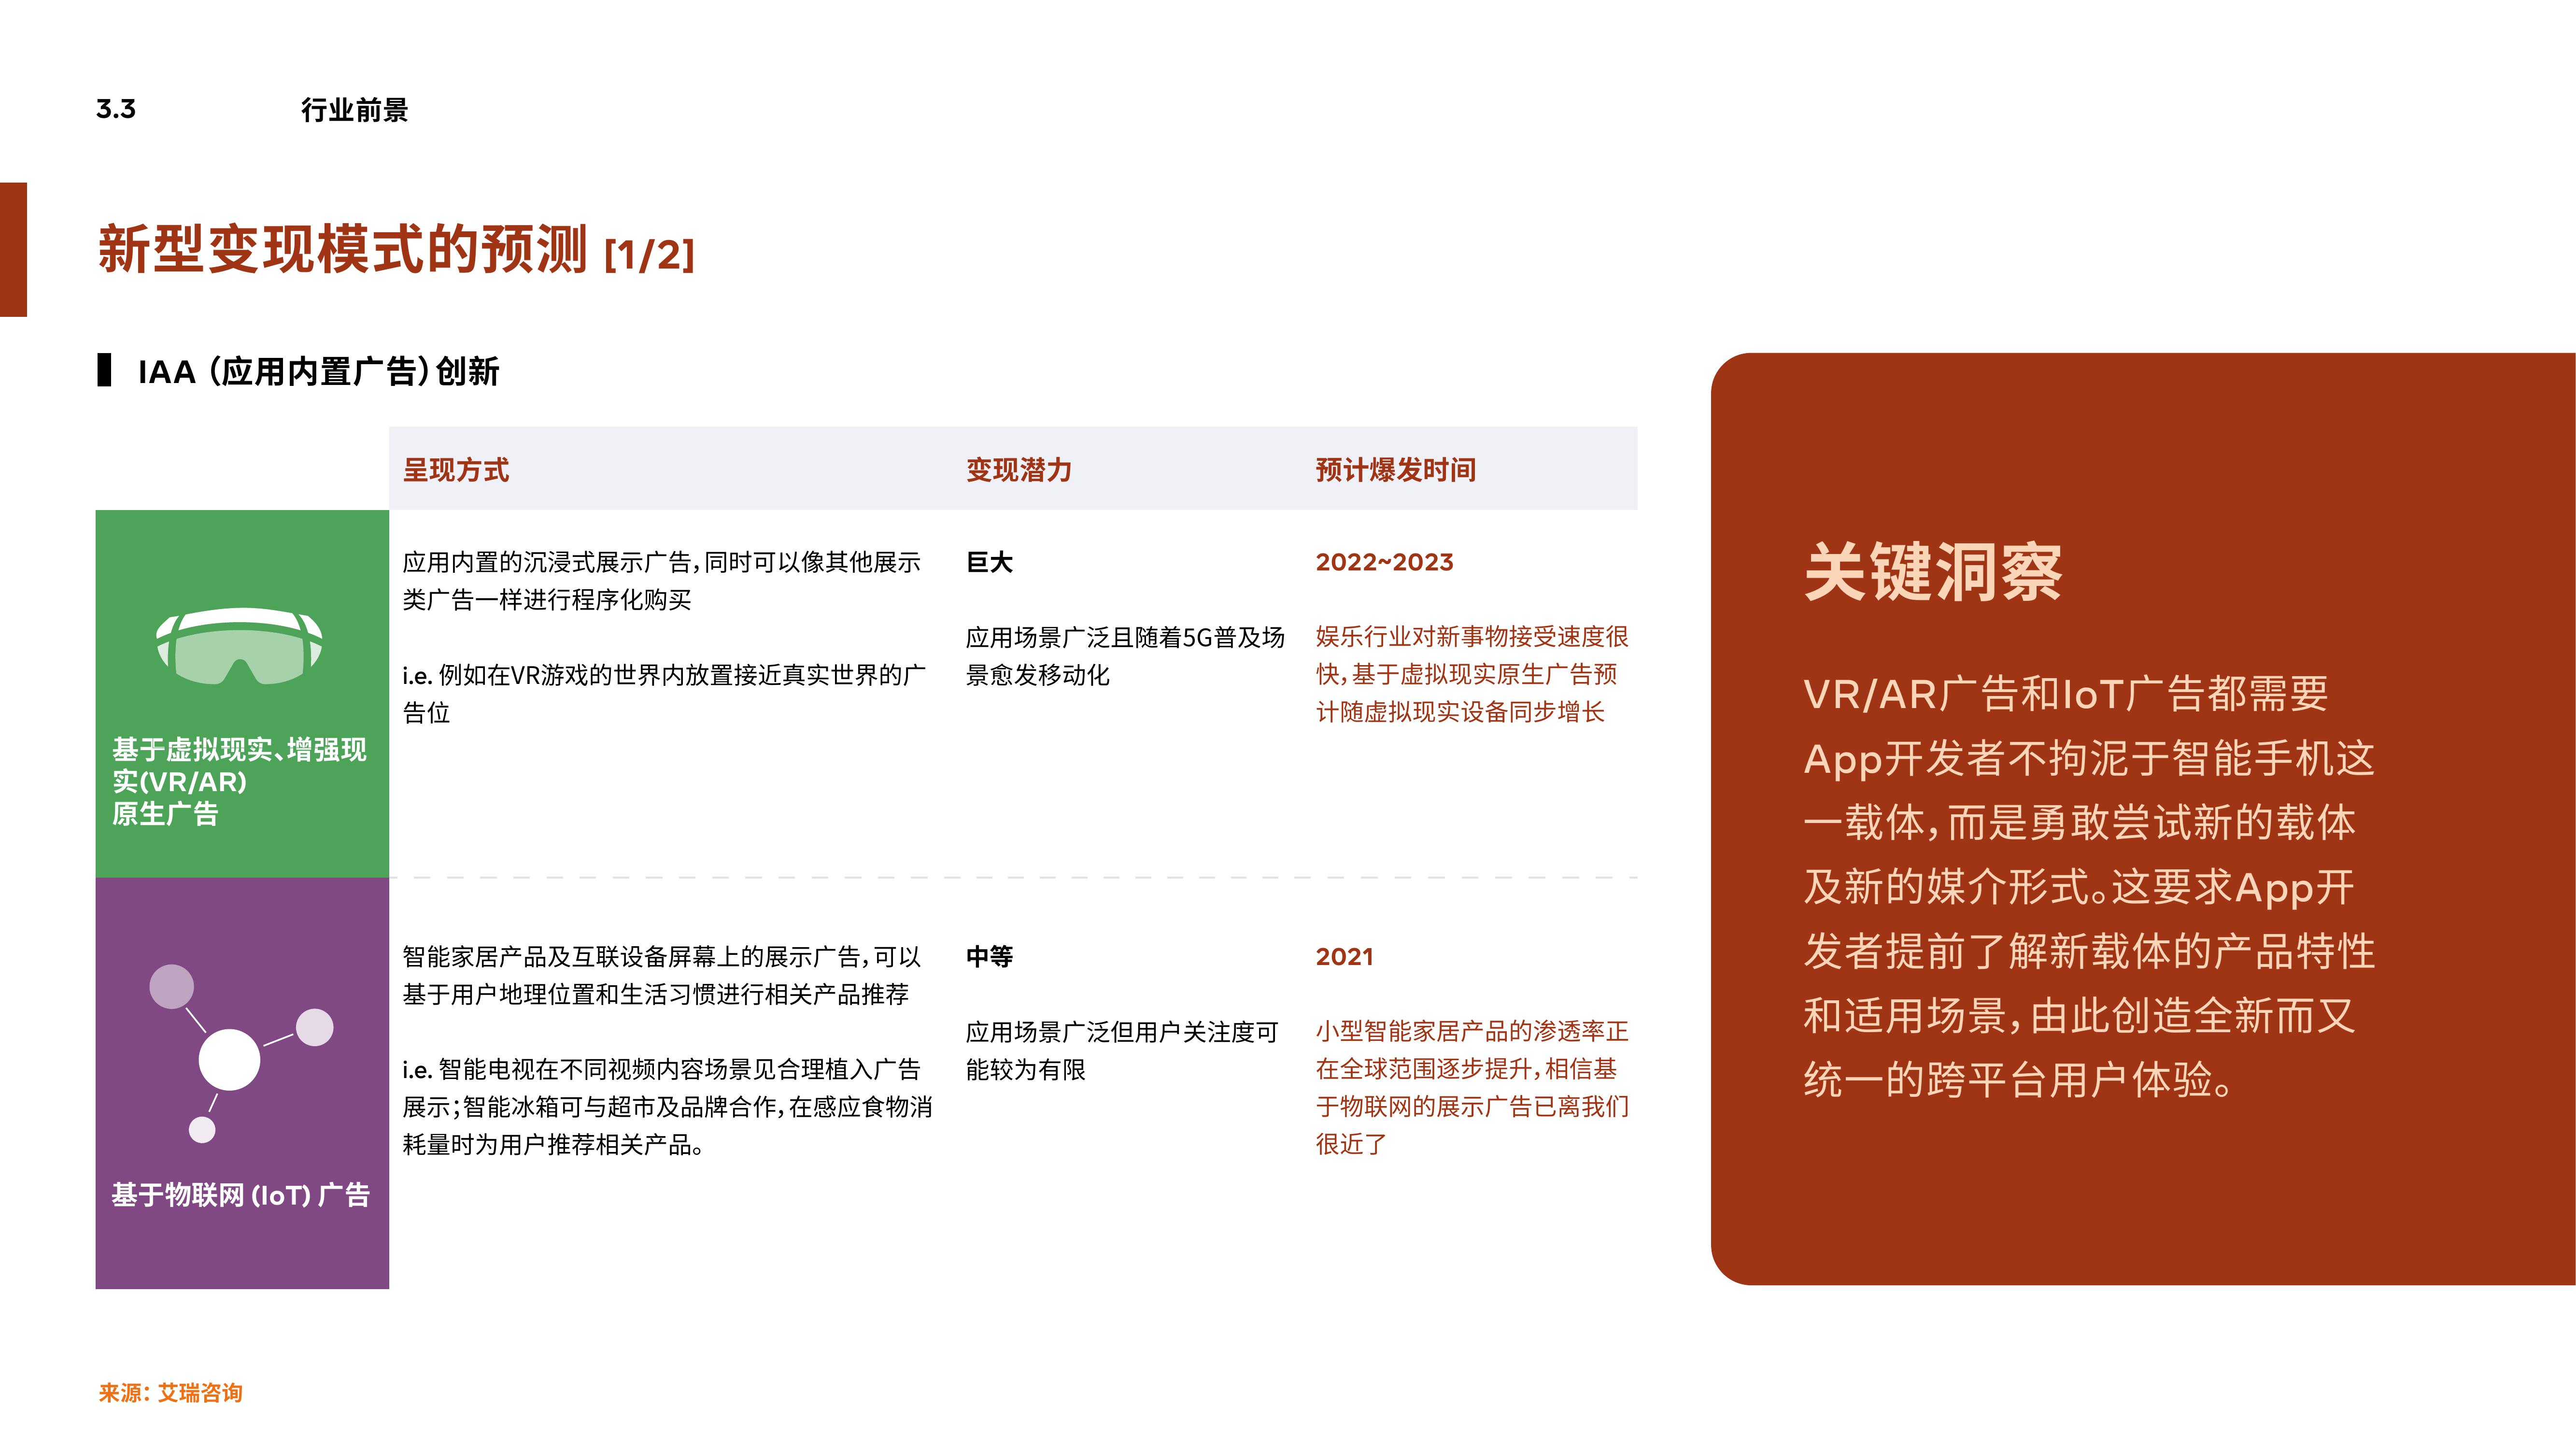 3.3 行业前景
新型变现模式的预测 [1/2]
IAA（应用内置广告）创新
呈现方式 变现潜力 预计爆发时间
基于虚拟现实、增强现
实(VR/AR)
原生广告
应用内置的沉浸式展示广告，同时可以像其他展示
类广告一样进行程序化购买
i.e. 例如在VR游戏的世界内放置接近真实世界的广
告位
巨大
应用场景广泛且随着5G普及场
景愈发移动化
2022~2023
娱乐行业对新事物接受速度很
快，基于虚拟现实原生广告预
计随虚拟现实设备同步增长
基于物联网 (IoT) 广告
智能家居产品及互联设备屏幕上的展示广告，可以
基于用户地理位置和生活习惯进行相关产品推荐
i.e. 智能电视在不同视频内容场景见合理植入广告
展示；智能冰箱可与超市及品牌合作，在感应食物消
耗量时为用户推荐相关产品。
中等
应用场景广泛但用户关注度可
能较为有限
2021
小型智能家居产品的渗透率正
在全球范围逐步提升，相信基
于物联网的展示广告已离我们
很近了
关键洞察
VR/AR广告和IoT广告都需要
App开发者不拘泥于智能手机这
一载体，而是勇敢尝试新的载体
及新的媒介形式。这要求App开
发者提前了解新载体的产品特性
和适用场景，由此创造全新而又
统一的跨平台用户体验。
来源：艾瑞咨询